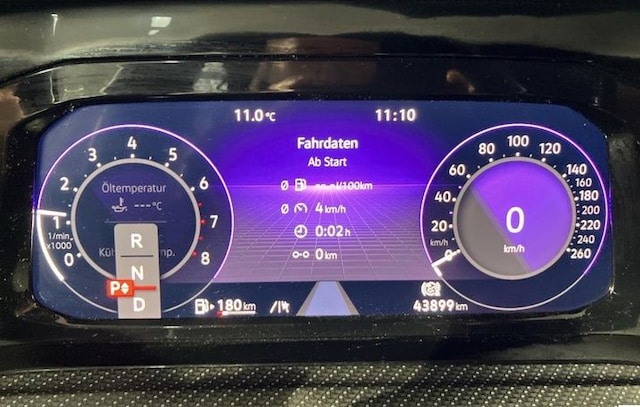 11.0°C 11:10
Fahrdaten
Ab Start
Ø /100km
Ø 4 km/h
0:02 h
0 km
0 1 2 3 4 5 6 7 8
1/min
x1000
Öltemperatur
--- °C
R
N
P
D
0 20 40 60 80 100 120 140 160 180 200 220 240 260
km/h
0
km/h
180 km
43899 km